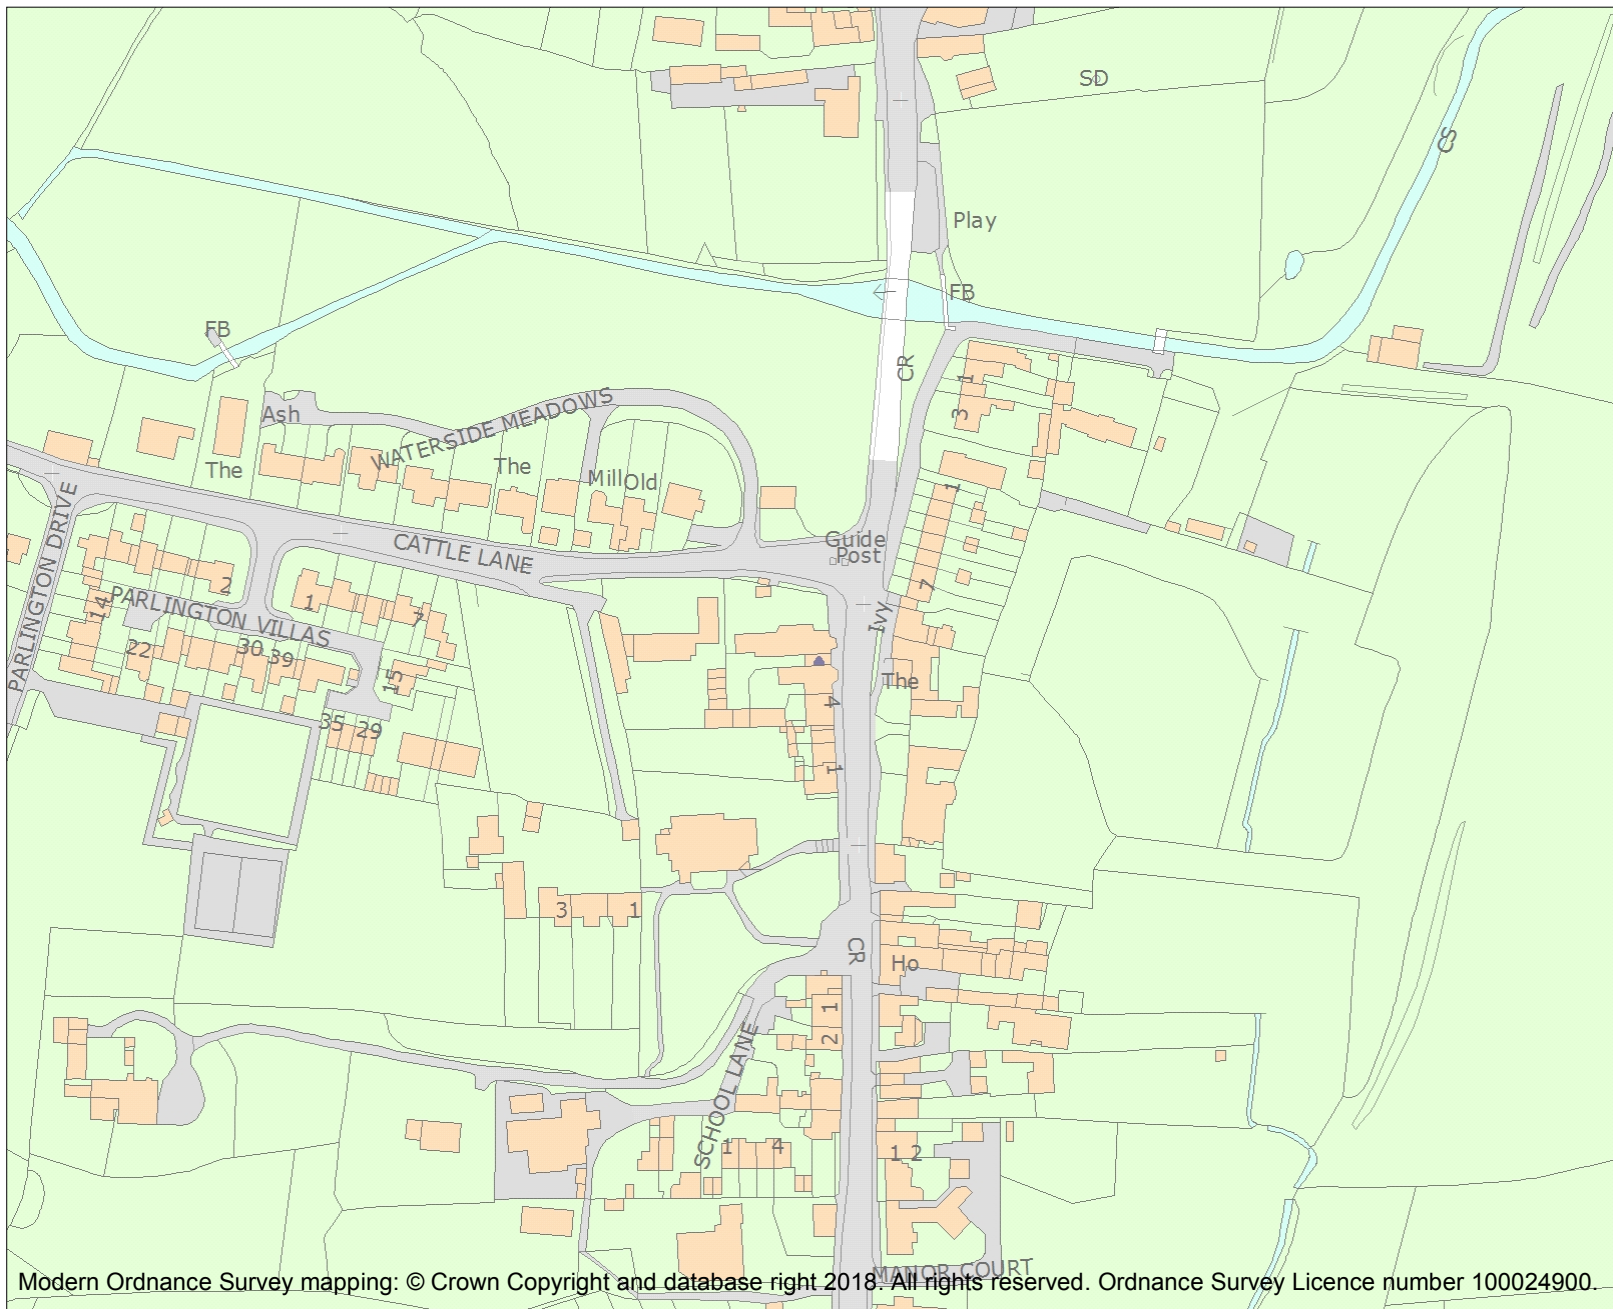 SD
CS
Play
FB
FB
CR
1
3
Ash
WATERSIDE MEADOWS
The
The
Mill
Old
1
PARLINGTON DRIVE
CATTLE LANE
Guide
Post
2
7
14
PARLINGTON VILLAS
1
7
Ivy
22
30
39
15
The
4
35
29
1
3
1
CR
Ho
1
2
SCHOOL LANE
1
4
1 2
MANOR COURT
Modern Ordnance Survey mapping: © Crown Copyright and database right 2018. All rights reserved. Ordnance Survey Licence number 100024900.